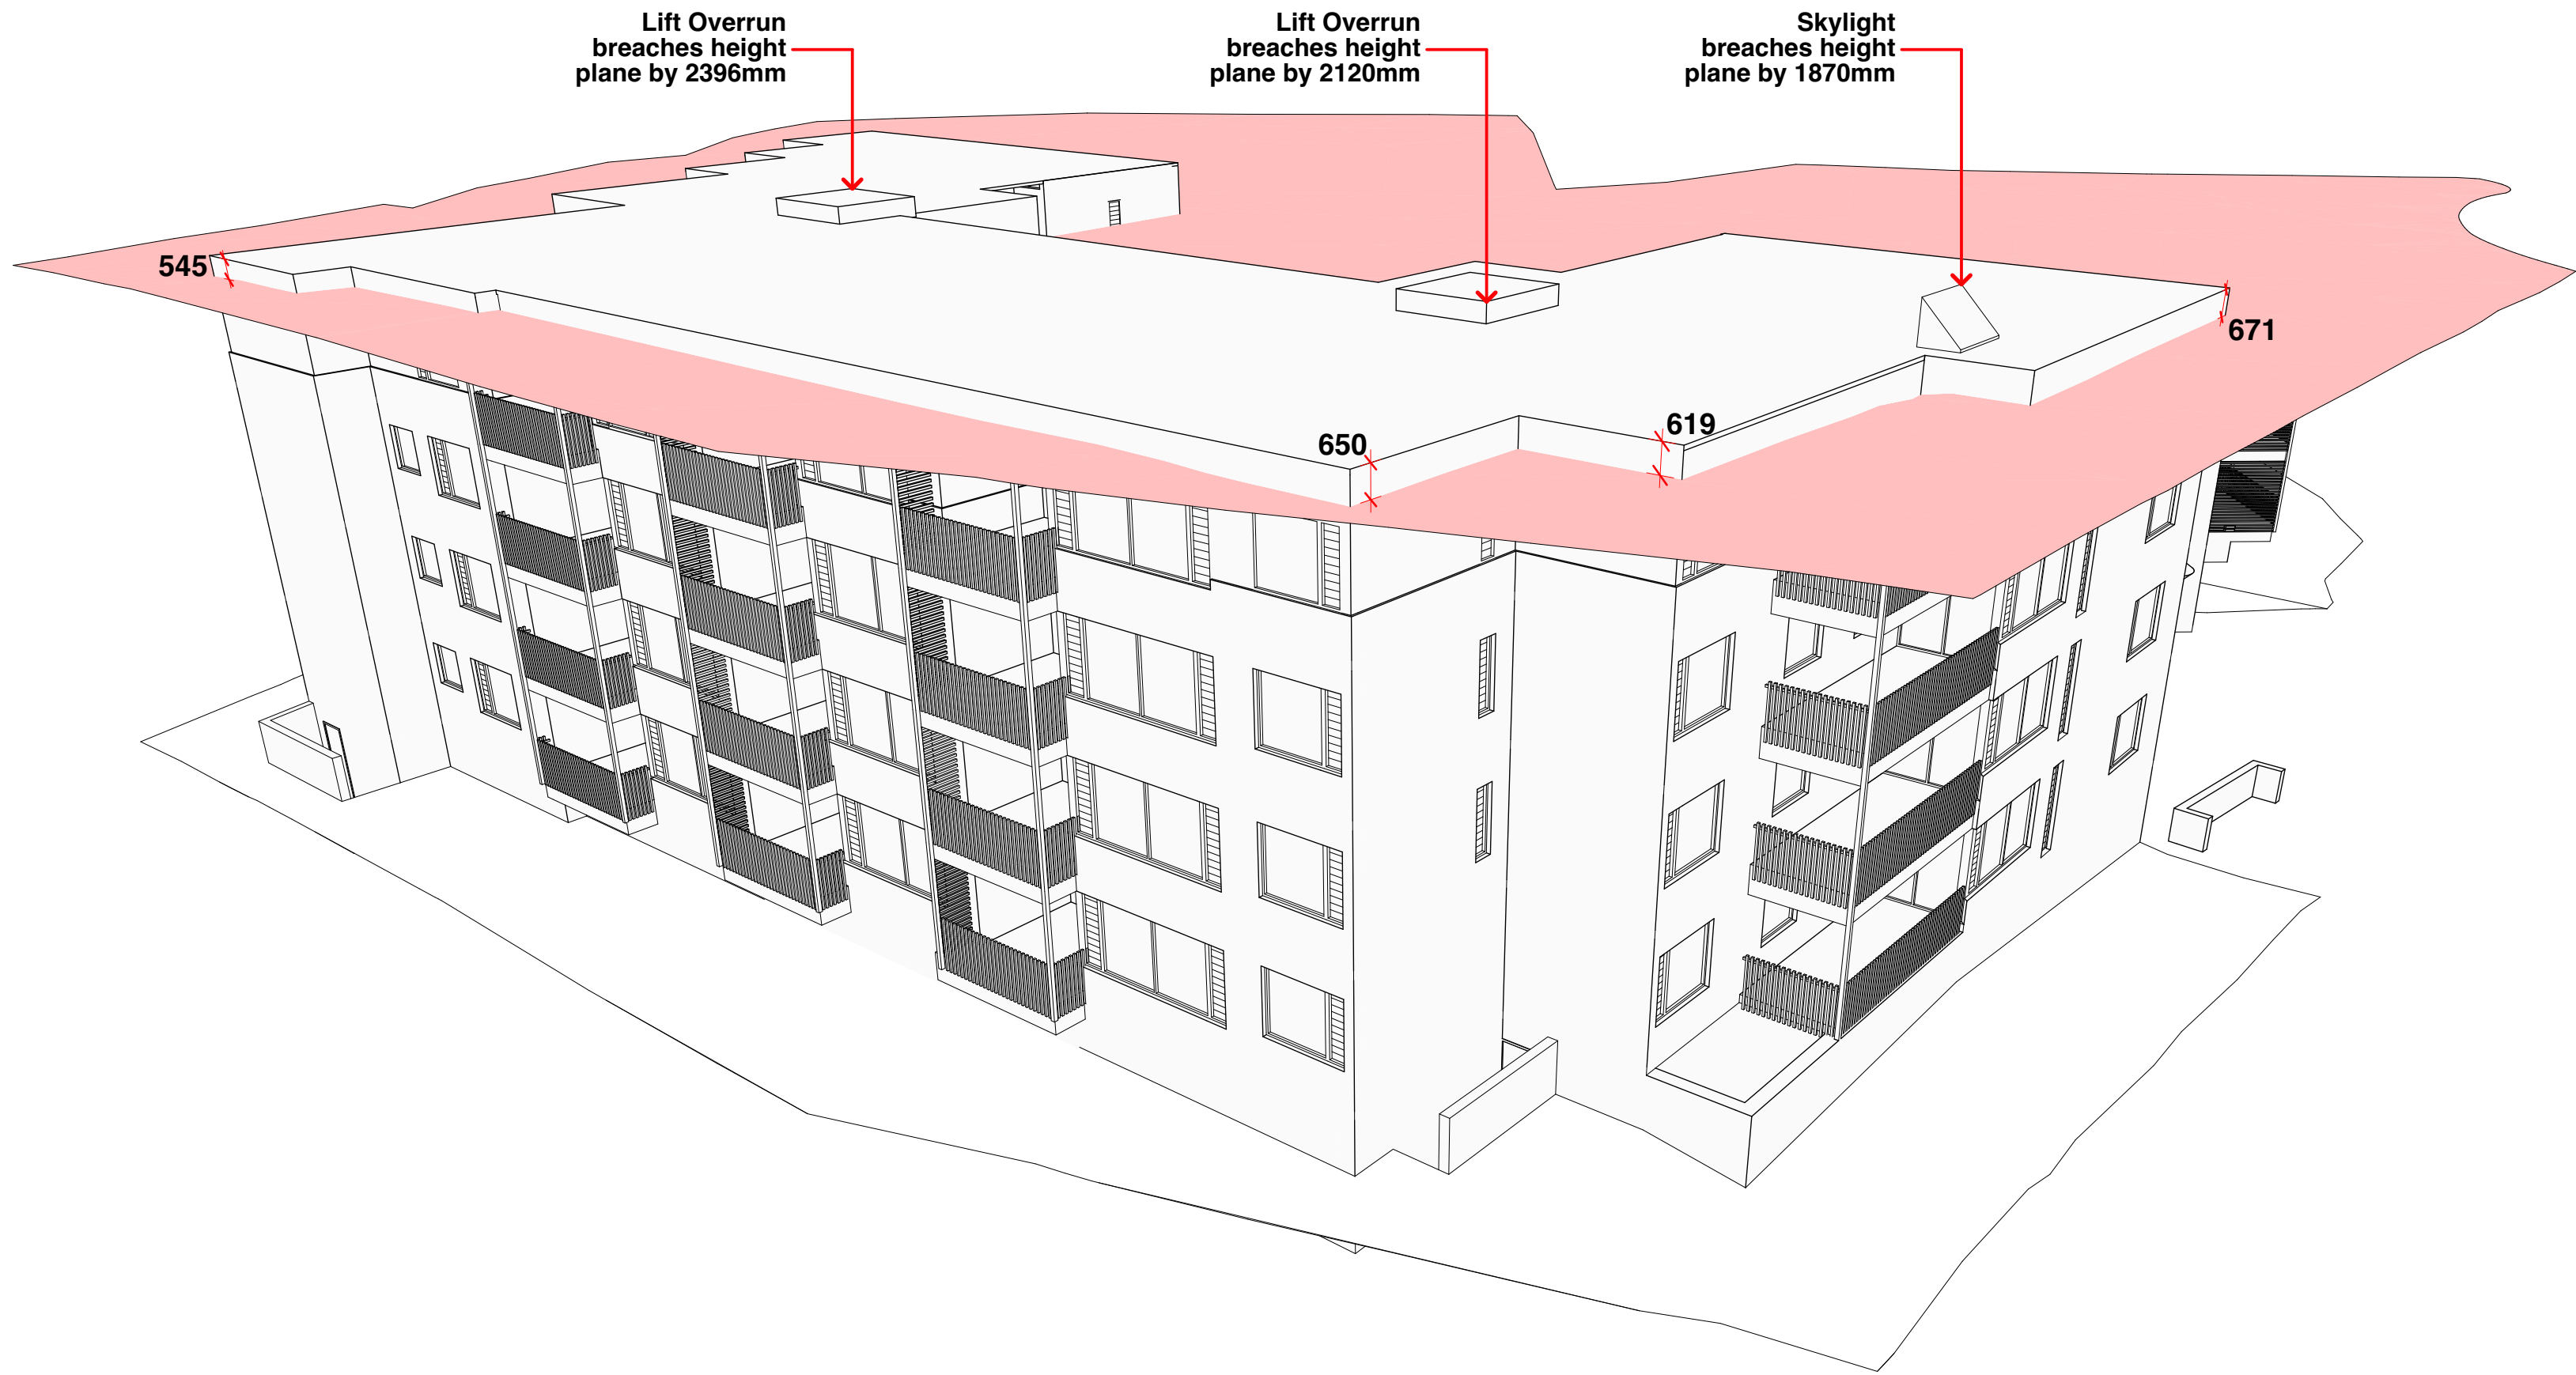 Lift Overrun
breaches height
plane by 2396mm
Lift Overrun
breaches height
plane by 2120mm
Skylight
breaches height
plane by 1870mm
545
671
619
650